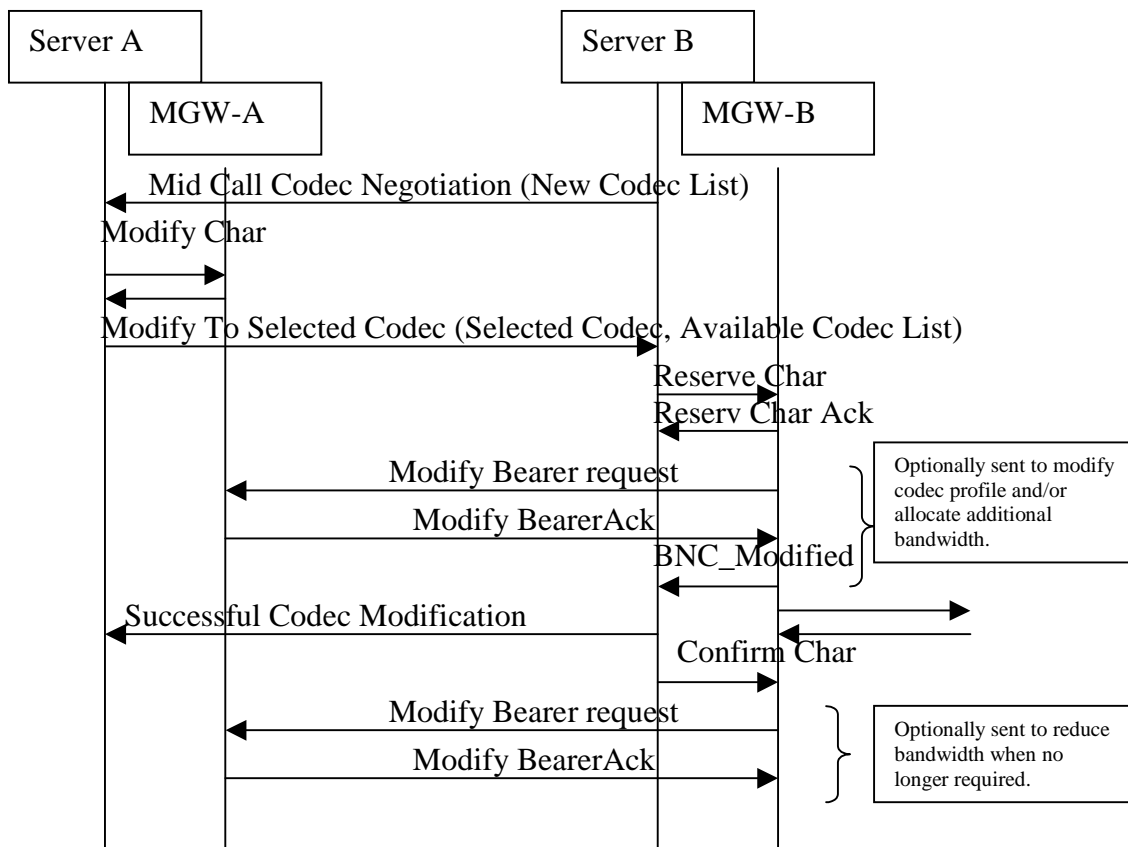 Server A
Server B
MGW-A
MGW-B
Mid Call Codec Negotiation (New Codec List)
Modify Char
Modify To Selected Codec (Selected Codec, Available Codec List)
Reserve Char
Reserv Char Ack
Modify Bearer request
Optionally sent to modify
codec profile and/or
allocate additional
bandwidth.
Modify BearerAck
BNC_Modified
Successful Codec Modification
Confirm Char
Modify Bearer request
Optionally sent to reduce
bandwidth when no
longer required.
Modify BearerAck